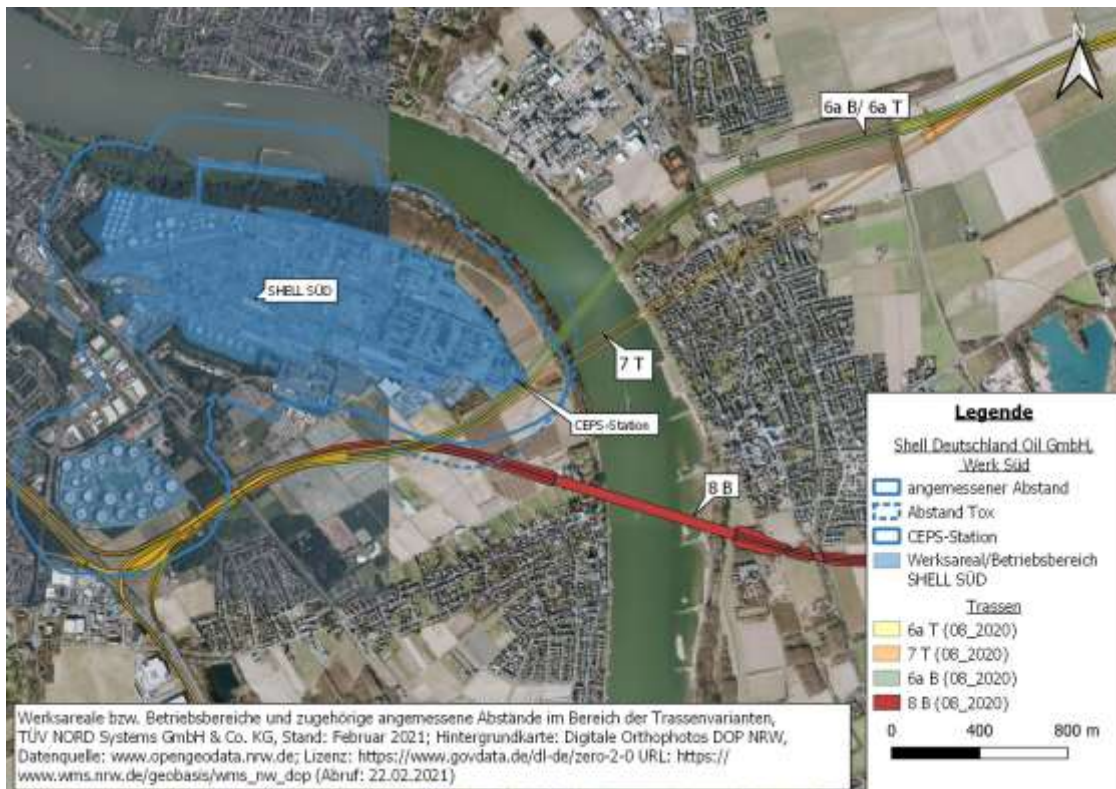 N
6a B/ 6a T
SHELL SÜD
7 T
CEPS-Station
8 B
Legende
Shell Deutschland Oil GmbH,
Werk Süd
angemessener Abstand
Abstand Tox
CEPS-Station
Werksareal/Betriebsbereich
SHELL SÜD
Trassen
6a T (08_2020)
7 T (08_2020)
6a B (08_2020)
8 B (08_2020)
0 400 800 m
Werksareale bzw. Betriebsbereiche und zugehörige angemessene Abstände im Bereich der Trassenvarianten,
TÜV NORD Systems GmbH & Co. KG, Stand: Februar 2021; Hintergrundkarte: Digitale Orthophotos DOP NRW,
Datenquelle: www.opengeodata.nrw.de; Lizenz: https://www.govdata.de/dl-de/zero-2-0 URL: https://
www.wms.nrw.de/geobasis/wms_nw_dop (Abruf: 22.02.2021)